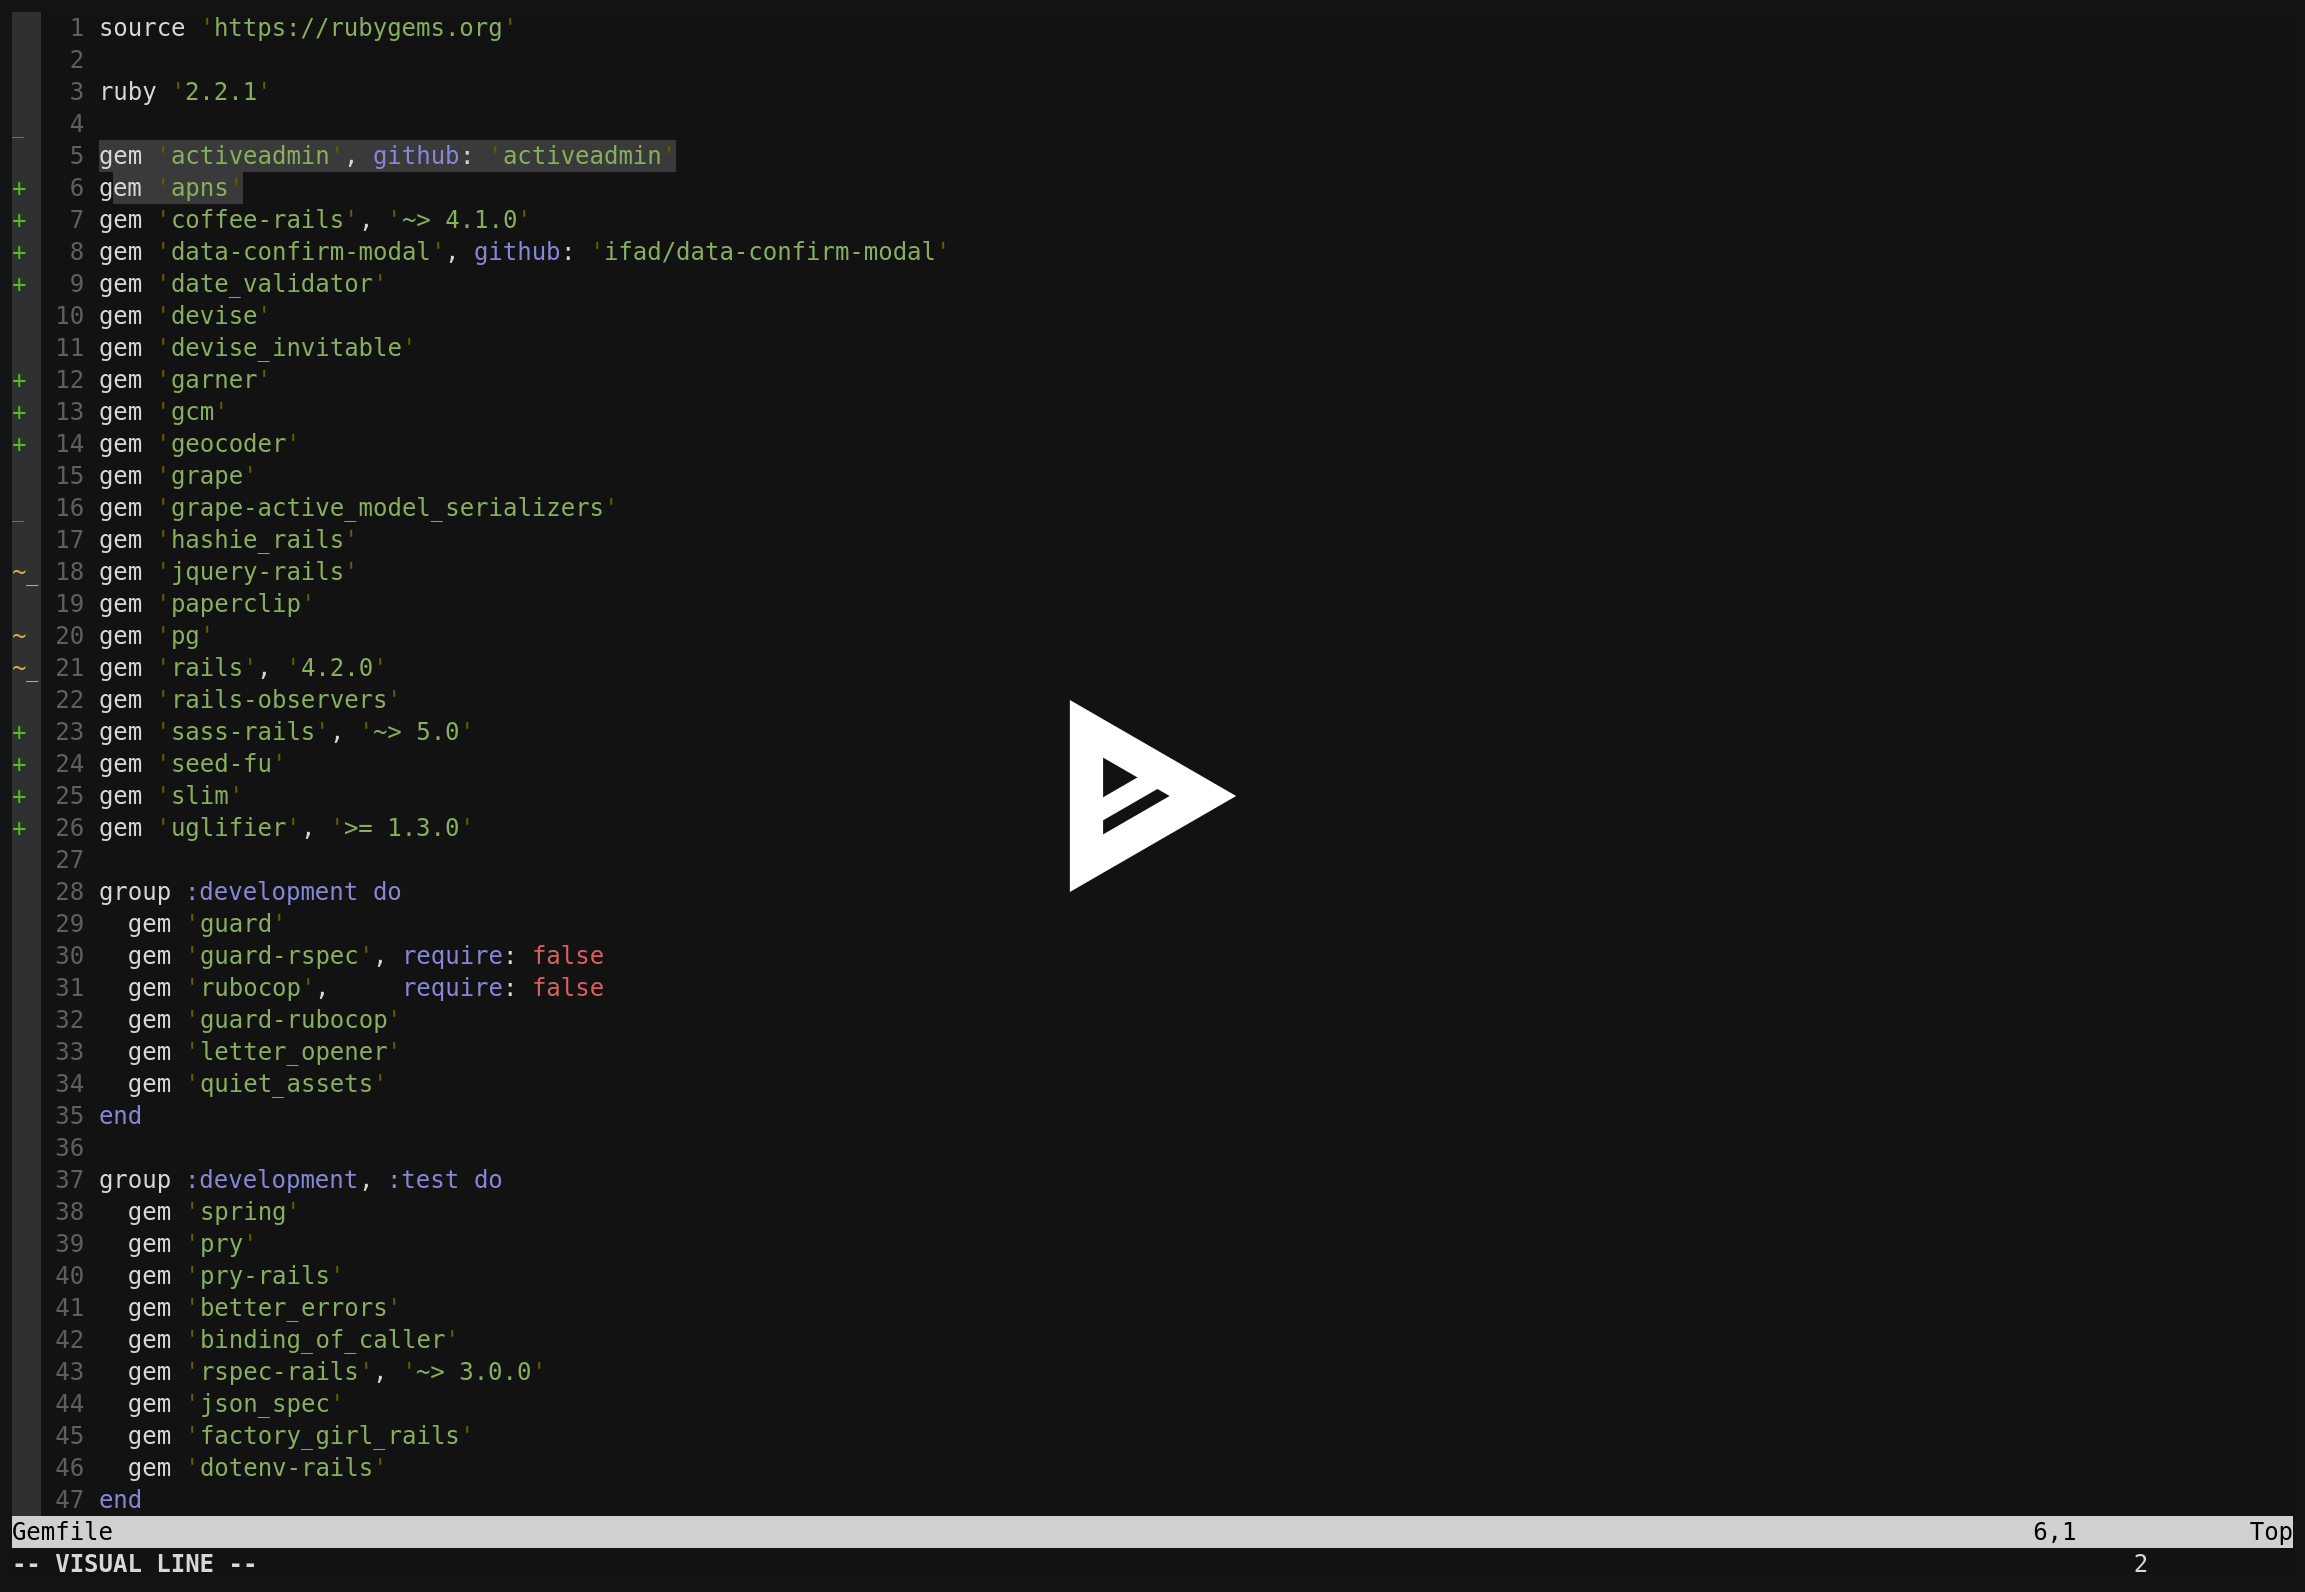 1 source 'https://rubygems.org'
2
3 ruby '2.2.1'
_ 4
5 gem 'activeadmin', github: 'activeadmin'
+ 6 gem 'apns'
+ 7 gem 'coffee-rails', '~> 4.1.0'
+ 8 gem 'data-confirm-modal', github: 'ifad/data-confirm-modal'
+ 9 gem 'date_validator'
10 gem 'devise'
11 gem 'devise_invitable'
+ 12 gem 'garner'
+ 13 gem 'gcm'
+ 14 gem 'geocoder'
15 gem 'grape'
_ 16 gem 'grape-active_model_serializers'
17 gem 'hashie_rails'
~_ 18 gem 'jquery-rails'
19 gem 'paperclip'
~ 20 gem 'pg'
~_ 21 gem 'rails', '4.2.0'
22 gem 'rails-observers'
+ 23 gem 'sass-rails', '~> 5.0'
+ 24 gem 'seed-fu'
+ 25 gem 'slim'
+ 26 gem 'uglifier', '>= 1.3.0'
27
28 group :development do
29   gem 'guard'
30   gem 'guard-rspec', require: false
31   gem 'rubocop',     require: false
32   gem 'guard-rubocop'
33   gem 'letter_opener'
34   gem 'quiet_assets'
35 end
36
37 group :development, :test do
38   gem 'spring'
39   gem 'pry'
40   gem 'pry-rails'
41   gem 'better_errors'
42   gem 'binding_of_caller'
43   gem 'rspec-rails', '~> 3.0.0'
44   gem 'json_spec'
45   gem 'factory_girl_rails'
46   gem 'dotenv-rails'
47 end
Gemfile 6,1 Top
-- VISUAL LINE -- 2